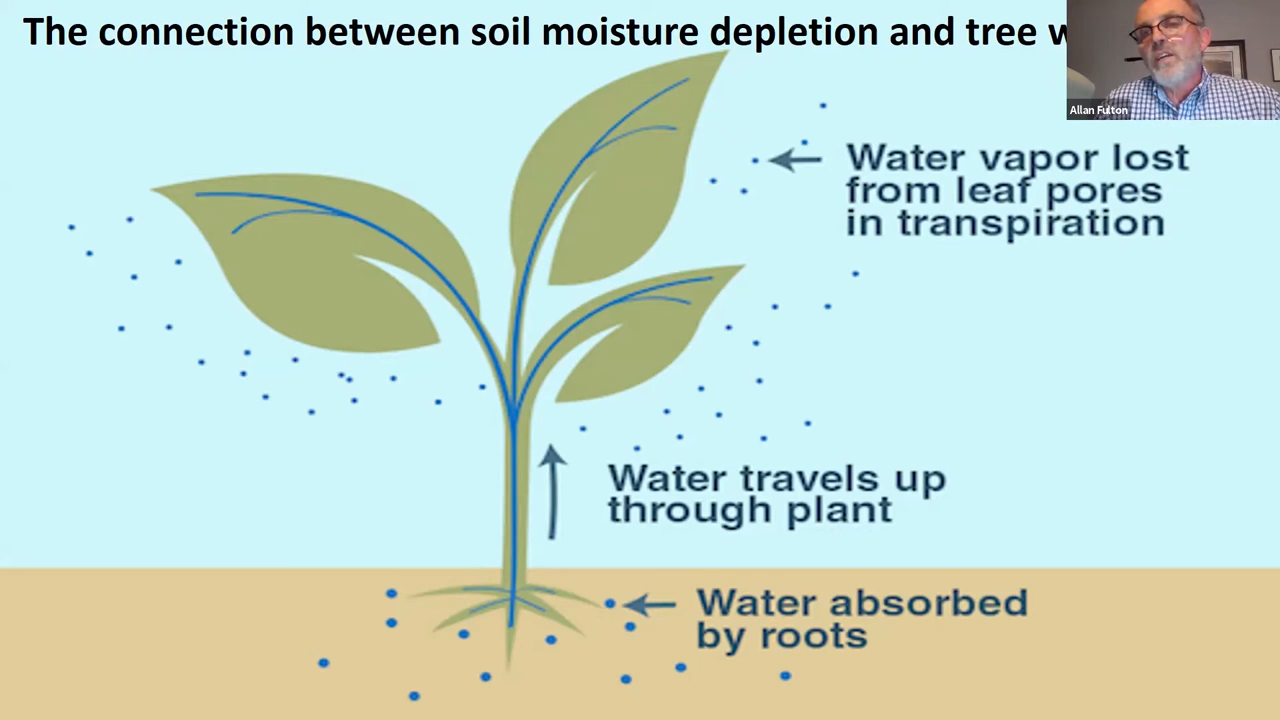 The connection between soil moisture depletion and tree
Allan Fulton
Water vapor lost
from leaf pores
in transpiration
Water travels up
through plant
Water absorbed
by roots